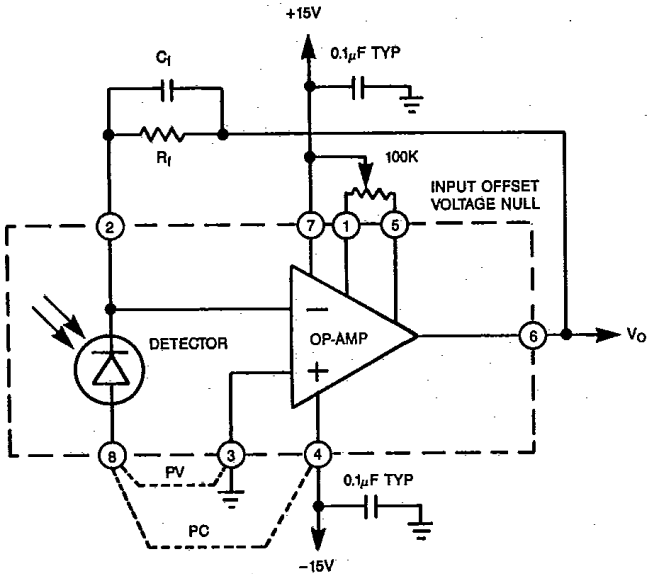 +15V
0.1µF TYP
Cf
Rf
100K
INPUT OFFSET
VOLTAGE NULL
2
7
1
5
DETECTOR
−
OP-AMP
+
6
VO
8
3
4
PV
0.1µF TYP
PC
−15V